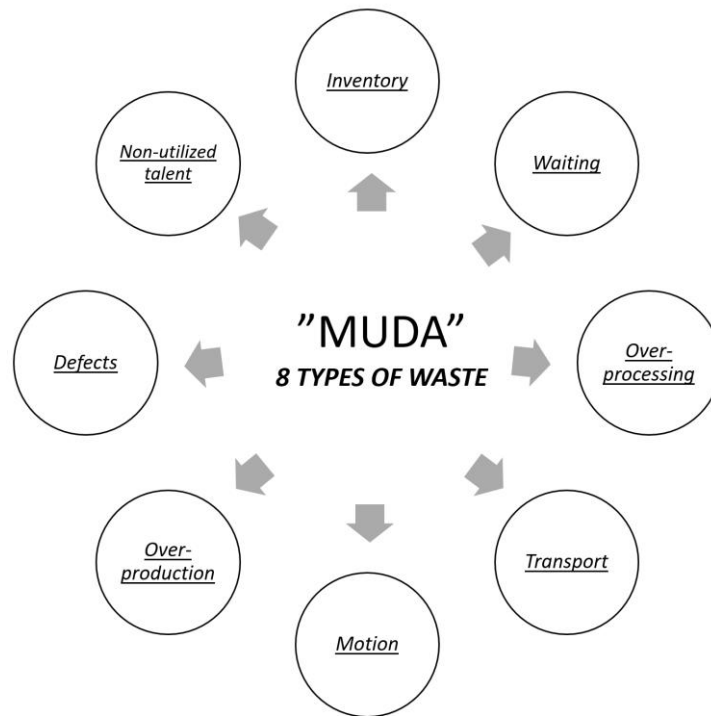 Inventory
Waiting
Over-
processing
Transport
Motion
Over-
production
Defects
Non-utilized
talent
”MUDA”
8 TYPES OF WASTE